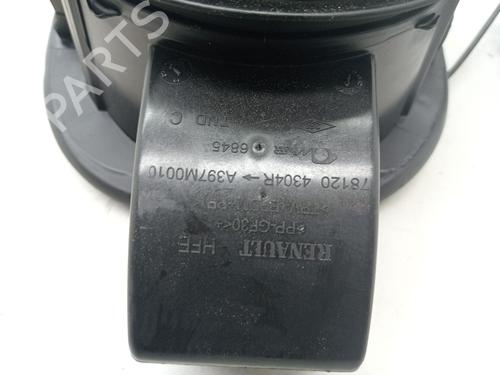 RENAULT HFE
>PP-GF30<+
78120 4304R → A397M0010
6845
IND C
B-PARTS